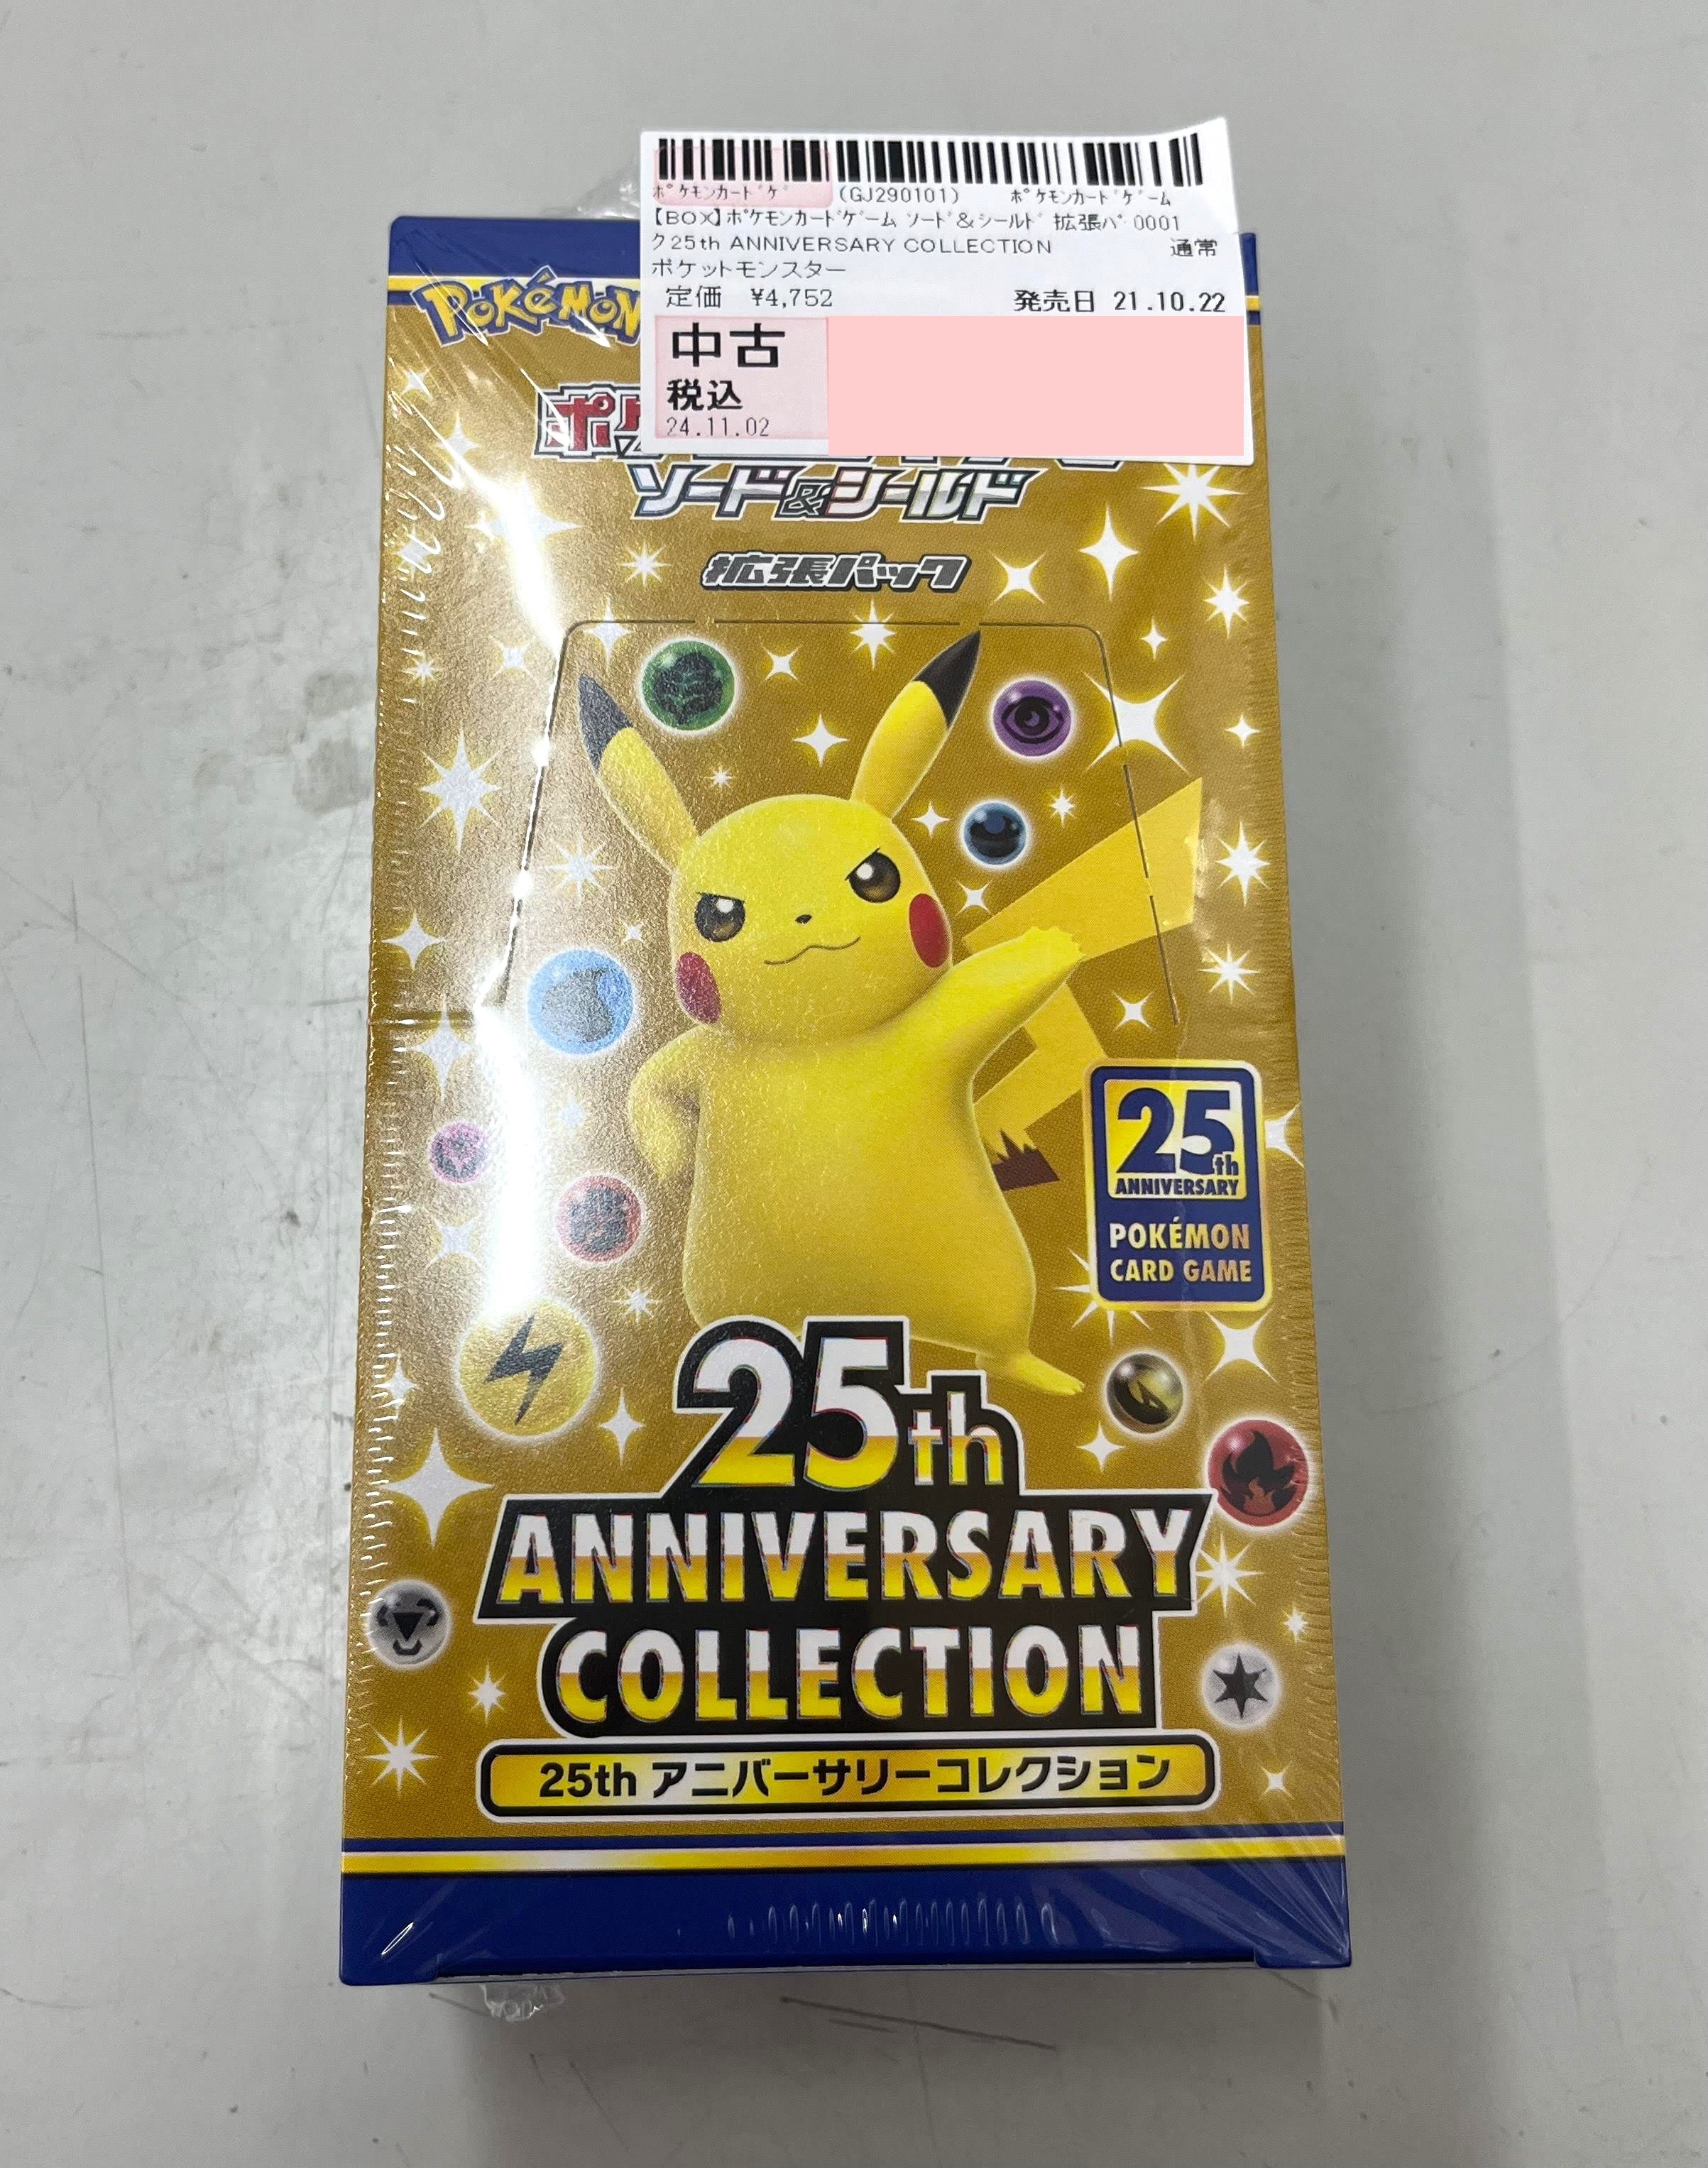 ポケモンカードゲ (GJ290101) ポケモンカードゲーム
【BOX】ポケモンカードゲーム ソード&シールド 拡張パ 0001
ク25th ANNIVERSARY COLLECTION 通常
ポケットモンスター
定価 ¥4,752 発売日 21.10.22
中古
税込
24.11.02
POKéMON
ポケ
ソード&シールド
拡張パック
25th
ANNIVERSARY
POKÉMON
CARD GAME
25th
ANNIVERSARY
COLLECTION
25th アニバーサリーコレクション